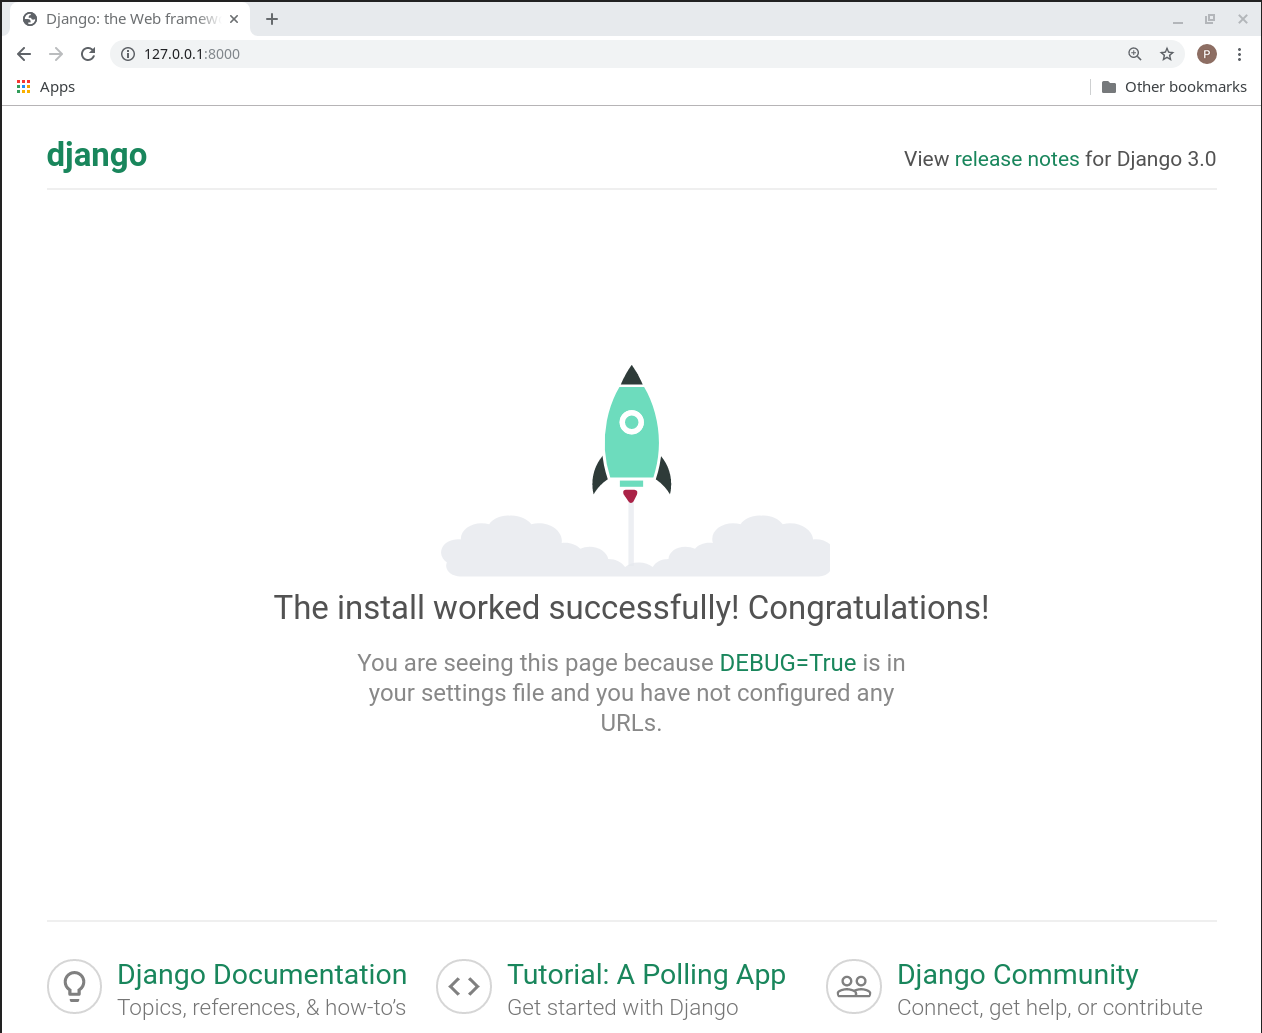 Django: the Web framew
127.0.0.1:8000
P
Apps
Other bookmarks
django
View release notes for Django 3.0
The install worked successfully! Congratulations!
You are seeing this page because DEBUG=True is in
your settings file and you have not configured any
URLs.
Django Documentation
Topics, references, & how-to’s
Tutorial: A Polling App
Get started with Django
Django Community
Connect, get help, or contribute